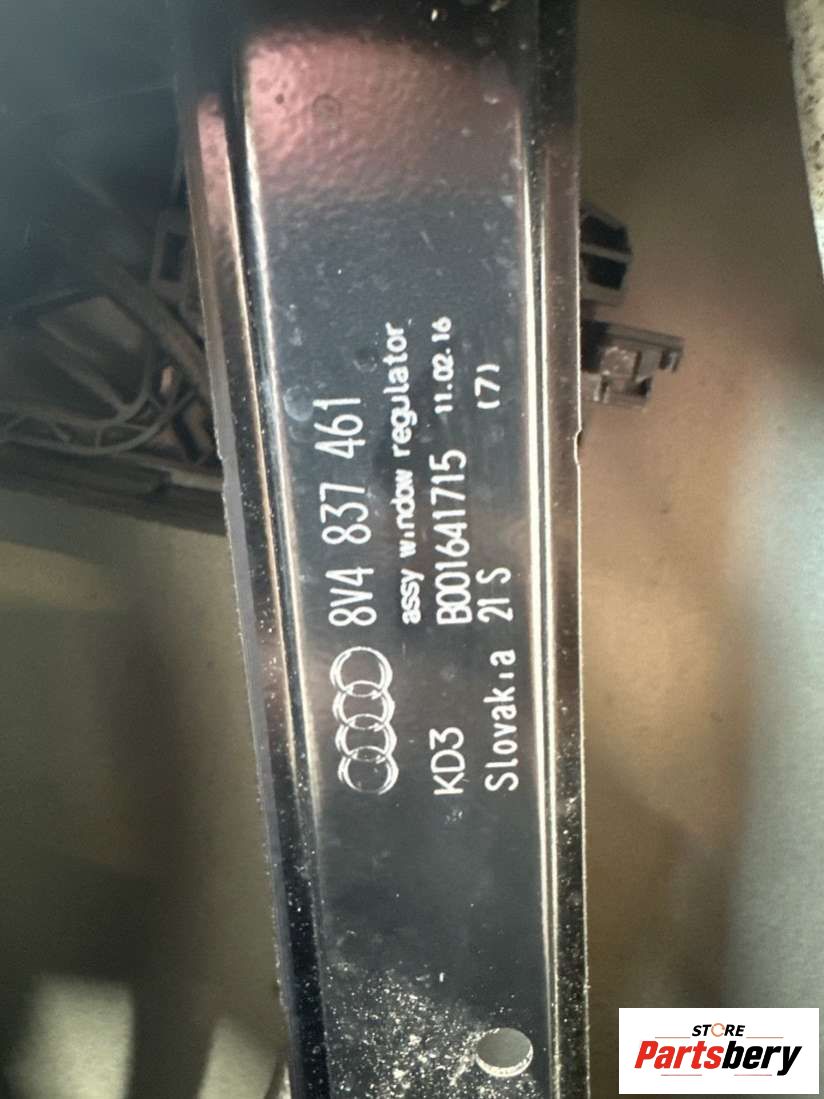 8V4 837 461
assy window regulator
KD3 B001641715 11.02.16
Slovakia 21 S (7)
STORE
Partsbery